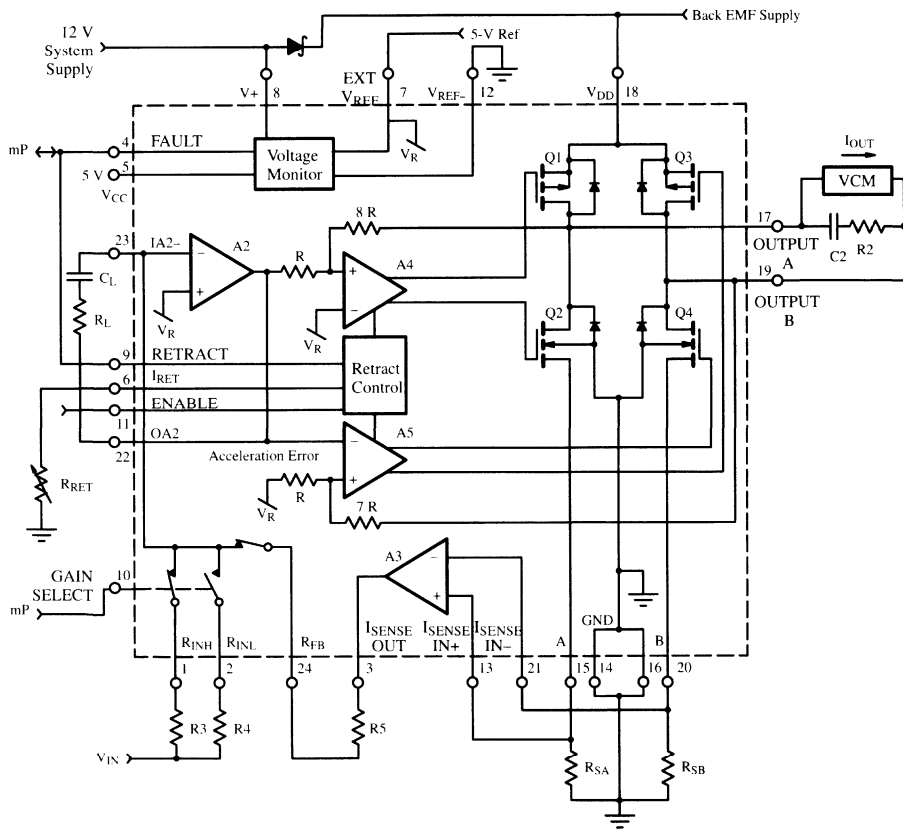 Back EMF Supply
12 V
System
Supply
5-V Ref
EXT
V+
8
VREF
7
VREF-
12
VDD
18
mP
4
FAULT
5 V
5
VCC
Voltage
Monitor
VR
Q1
Q3
IOUT
VCM
8 R
17
OUTPUT
A
C2
R2
23
IA2-
A2
R
A4
19
OUTPUT
B
CL
RL
VR
VR
Q2
Q4
9
RETRACT
6
IRET
Retract
Control
ENABLE
11
OA2
22
A5
Acceleration Error
RRET
VR
R
7 R
A3
GAIN
SELECT
10
mP
GND
RINH
RINL
RFB
ISENSE
OUT
ISENSE
IN+
ISENSE
IN-
A
B
1
2
24
3
13
21
15
14
16
20
R3
R4
R5
VIN
RSA
RSB